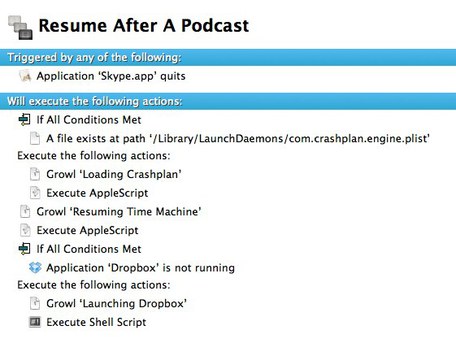 Resume After A Podcast
Triggered by any of the following:
Application ‘Skype.app’ quits
Will execute the following actions:
If All Conditions Met
A file exists at path ‘/Library/LaunchDaemons/com.crashplan.engine.plist’
Execute the following actions:
Growl ‘Loading Crashplan’
Execute AppleScript
Growl ‘Resuming Time Machine’
Execute AppleScript
If All Conditions Met
Application ‘Dropbox’ is not running
Execute the following actions:
Growl ‘Launching Dropbox’
Execute Shell Script